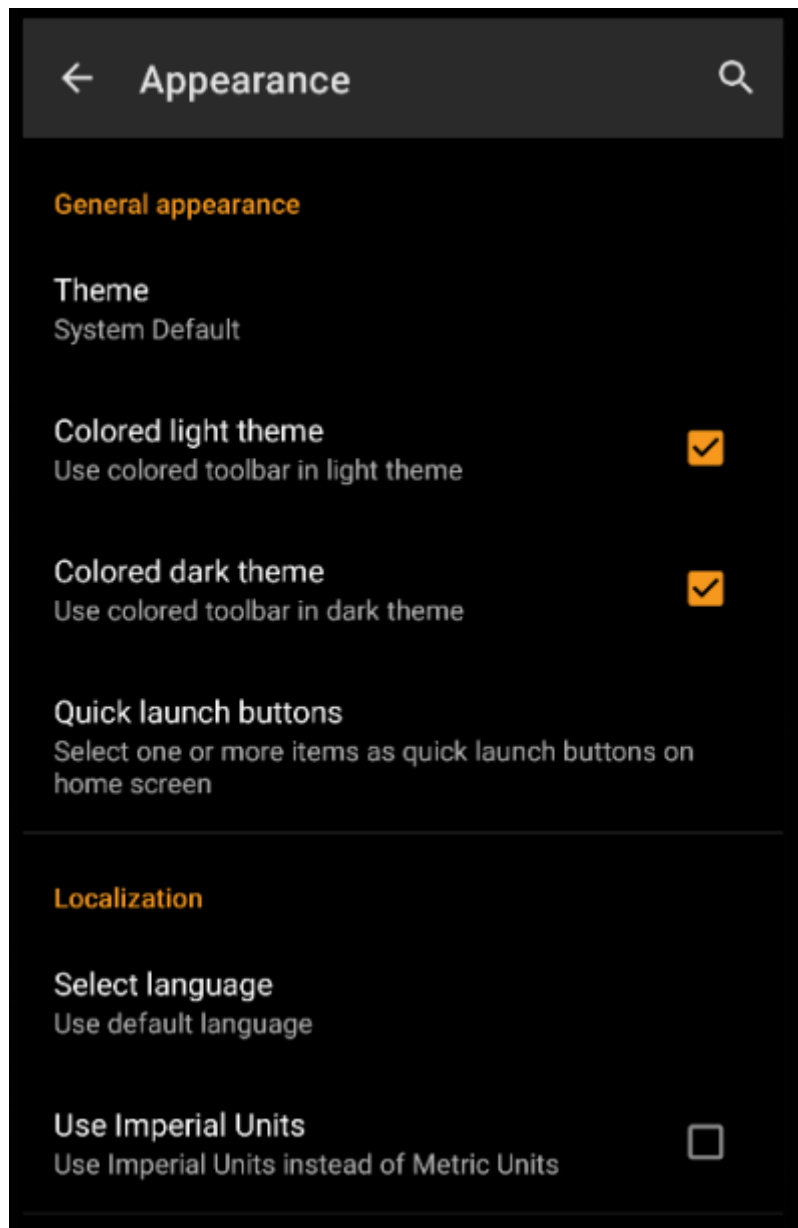 Appearance
General appearance
Theme
System Default
Colored light theme
Use colored toolbar in light theme
Colored dark theme
Use colored toolbar in dark theme
Quick launch buttons
Select one or more items as quick launch buttons on
home screen
Localization
Select language
Use default language
Use Imperial Units
Use Imperial Units instead of Metric Units